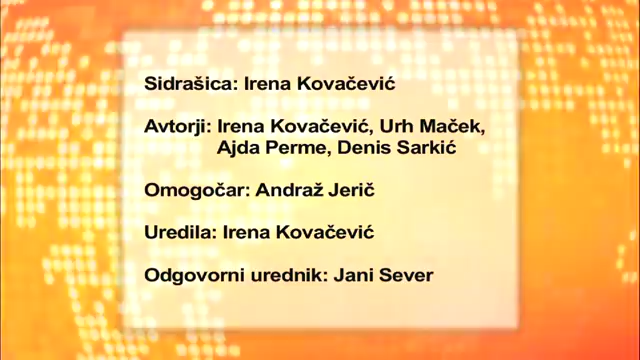 Sidrašica: Irena Kovačević
Avtorji: Irena Kovačević, Urh Maček,
Ajda Perme, Denis Sarkić
Omogočar: Andraž Jerič
Uredila: Irena Kovačević
Odgovorni urednik: Jani Sever